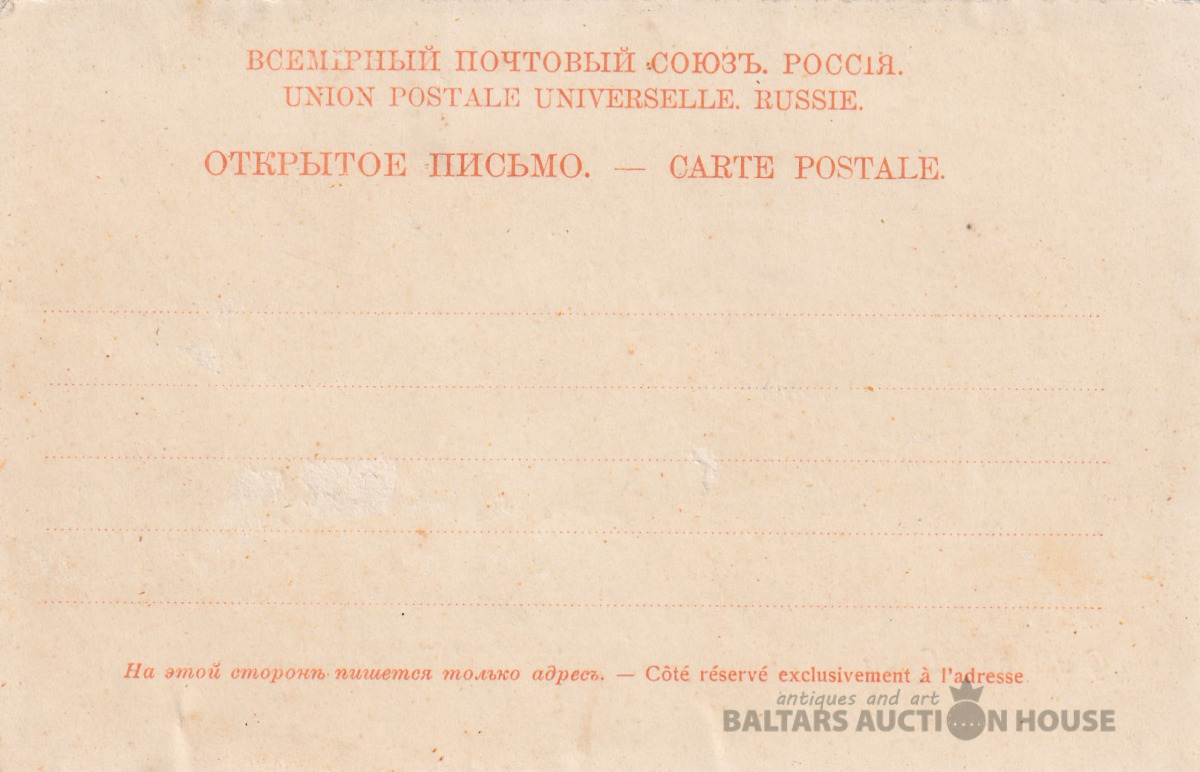 ВСЕМІРНЫЙ ПОЧТОВЫЙ СОЮЗЪ. РОССІЯ.
UNION POSTALE UNIVERSELLE. RUSSIE.
ОТКРЫТОЕ ПИСЬМО. — CARTE POSTALE.
На этой сторонѣ пишется только адресъ. — Côté réservé exclusivement à l'adresse.
antiques and art
BALTARS AUCTION HOUSE